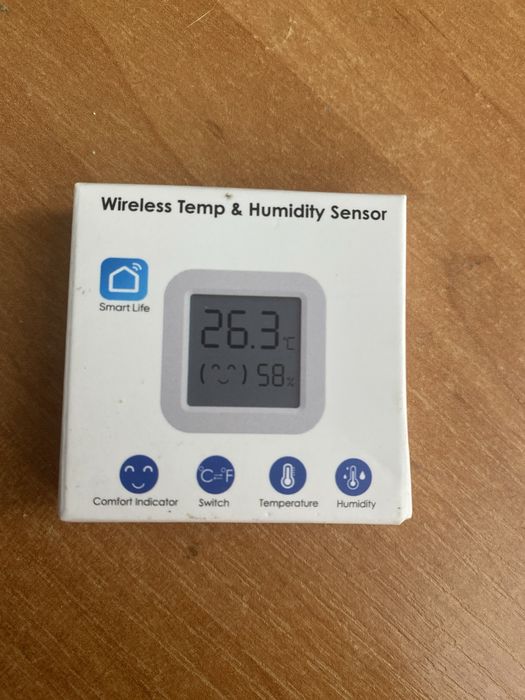 Wireless Temp & Humidity Sensor
Smart Life
26.3℃
(^‿^) 58%
°C⇄°F
Comfort Indicator
Switch
Temperature
Humidity